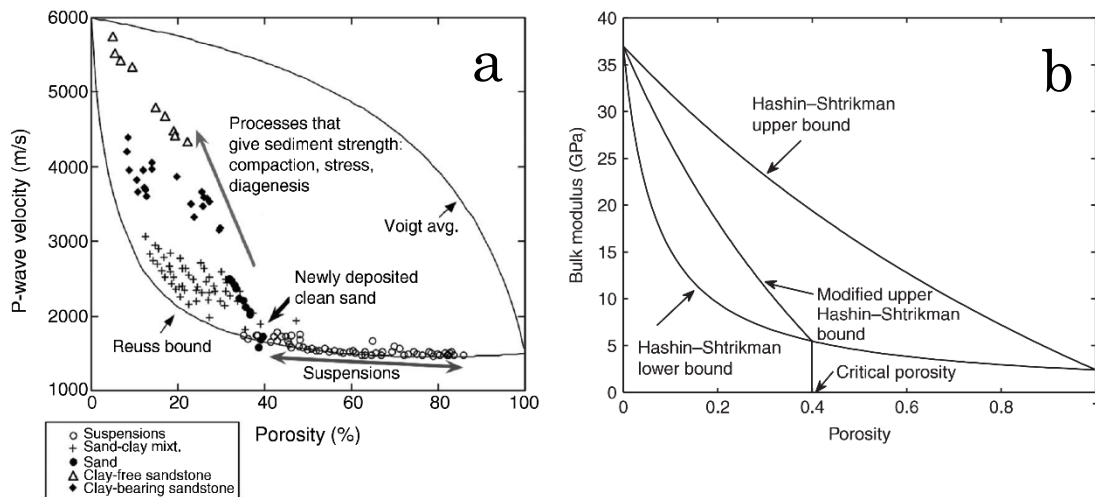 a
6000
5000
4000
3000
2000
1000
P-wave velocity (m/s)
Processes that
give sediment strength:
compaction, stress,
diagenesis
Voigt avg.
Newly deposited
clean sand
Reuss bound
Suspensions
0
20
40
60
80
100
Porosity (%)
Suspensions
Sand-clay mixt.
Sand
Clay-free sandstone
Clay-bearing sandstone
b
40
35
30
25
20
15
10
5
0
Bulk modulus (GPa)
Hashin–Shtrikman
upper bound
Modified upper
Hashin–Shtrikman
bound
Hashin–Shtrikman
lower bound
Critical porosity
0
0.2
0.4
0.6
0.8
1
Porosity